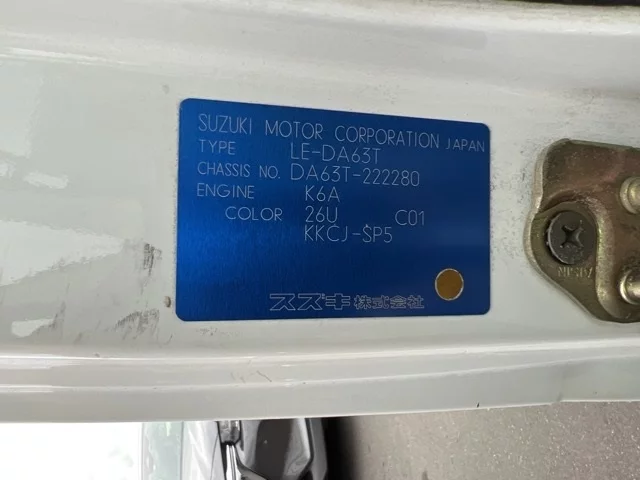 SUZUKI MOTOR CORPORATION JAPAN
TYPE LE-DA63T
CHASSIS NO. DA63T-222280
ENGINE K6A
COLOR 26U C01
KKCJ-SP5
スズキ株式会社
AISIN